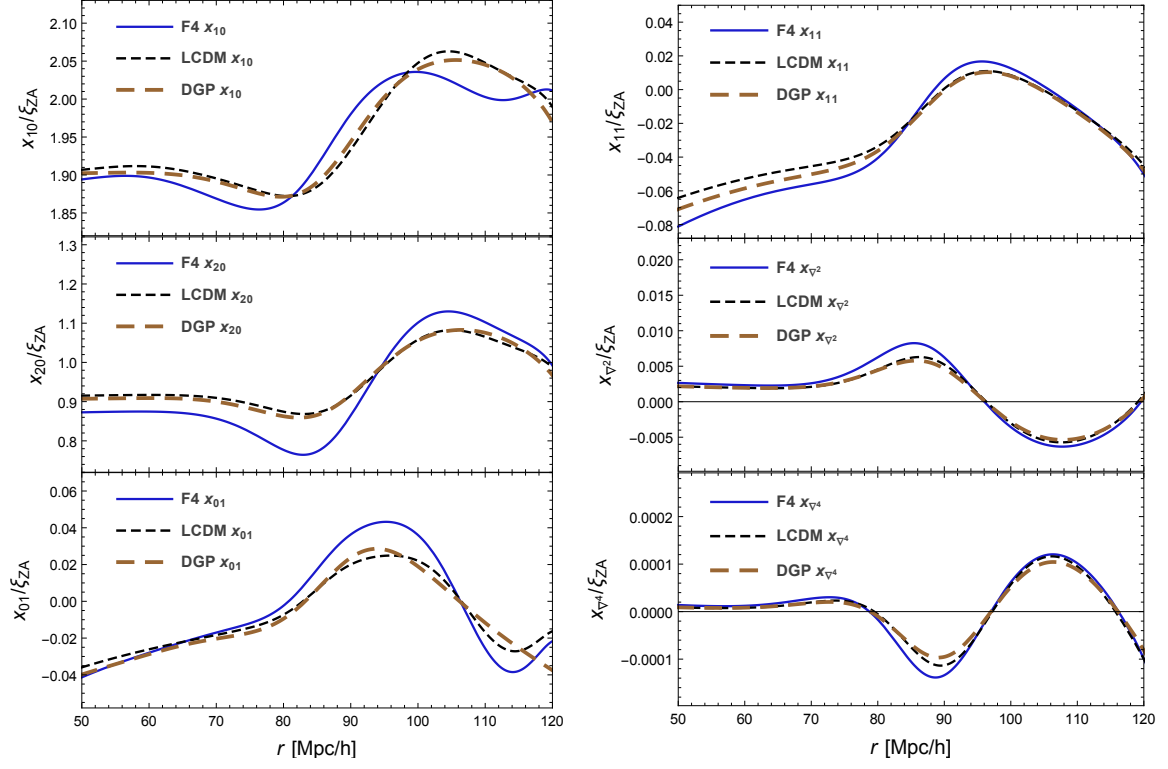 2.10
2.05
2.00
1.95
1.90
1.85
x10/ξZA
F4 x10
LCDM x10
DGP x10
1.3
1.2
1.1
1.0
0.9
0.8
x20/ξZA
F4 x20
LCDM x20
DGP x20
0.06
0.04
0.02
0.00
−0.02
−0.04
x01/ξZA
F4 x01
LCDM x01
DGP x01
50 60 70 80 90 100 110 120
r [Mpc/h]
0.04
0.02
0.00
−0.02
−0.04
−0.06
−0.08
x11/ξZA
F4 x11
LCDM x11
DGP x11
0.020
0.015
0.010
0.005
0.000
−0.005
x∇²/ξZA
F4 x∇²
LCDM x∇²
DGP x∇²
0.0002
0.0001
0.0000
−0.0001
x∇⁴/ξZA
F4 x∇⁴
LCDM x∇⁴
DGP x∇⁴
50 60 70 80 90 100 110 120
r [Mpc/h]